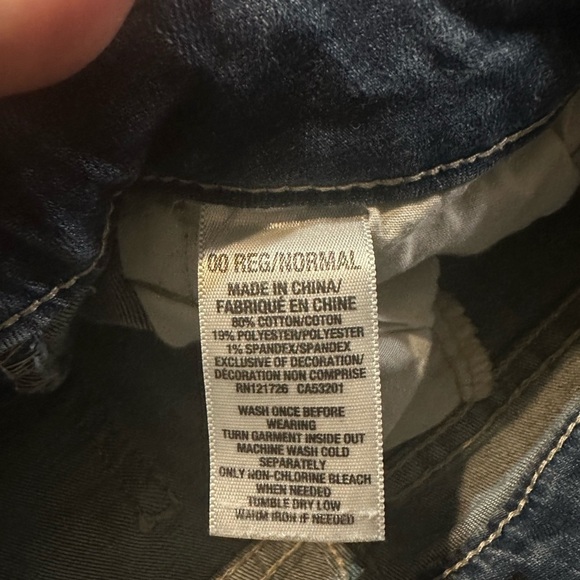 00 REG/NORMAL
MADE IN CHINA/
FABRIQUÉ EN CHINE
80% COTTON/COTON
19% POLYESTER/POLYESTER
1% SPANDEX/SPANDEX
EXCLUSIVE OF DECORATION/
DÉCORATION NON COMPRISE
RN121726 CA53201
WASH ONCE BEFORE
WEARING
TURN GARMENT INSIDE OUT
MACHINE WASH COLD
SEPARATELY
ONLY NON-CHLORINE BLEACH
WHEN NEEDED
TUMBLE DRY LOW
WARM IRON IF NEEDED